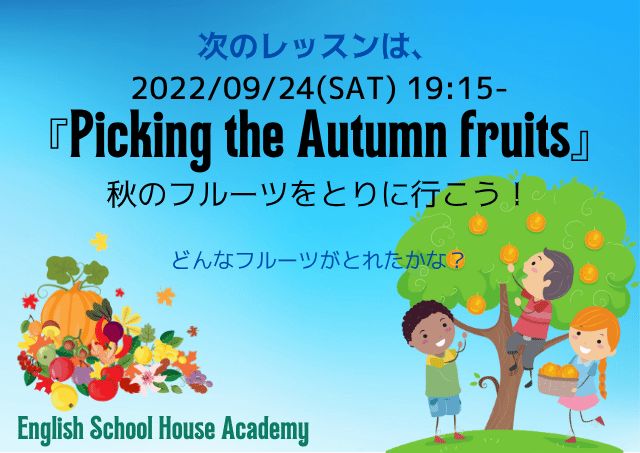 次のレッスンは、
2022/09/24(SAT) 19:15-
『Picking the Autumn fruits』
秋のフルーツをとりに行こう！
どんなフルーツがとれたかな？
English School House Academy